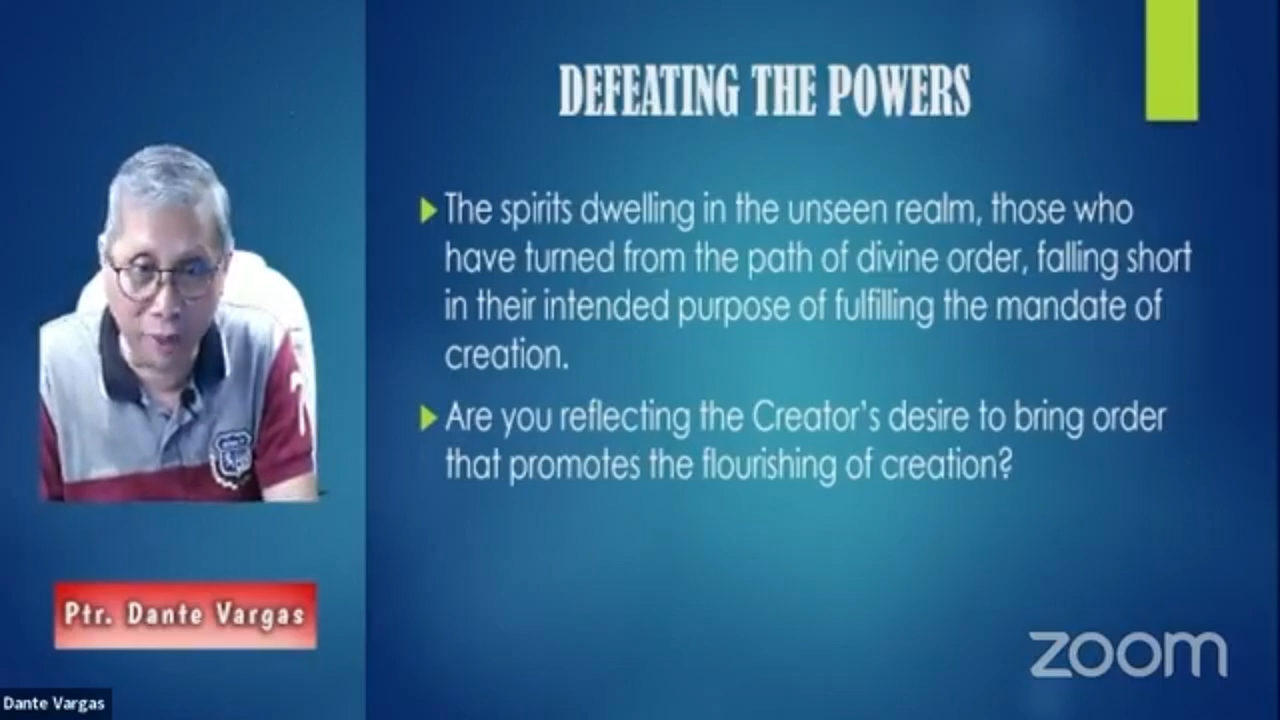 DEFEATING THE POWERS
The spirits dwelling in the unseen realm, those who
have turned from the path of divine order, falling short
in their intended purpose of fulfilling the mandate of
creation.
Are you reflecting the Creator's desire to bring order
that promotes the flourishing of creation?
Ptr. Dante Vargas
zoom
Dante Vargas